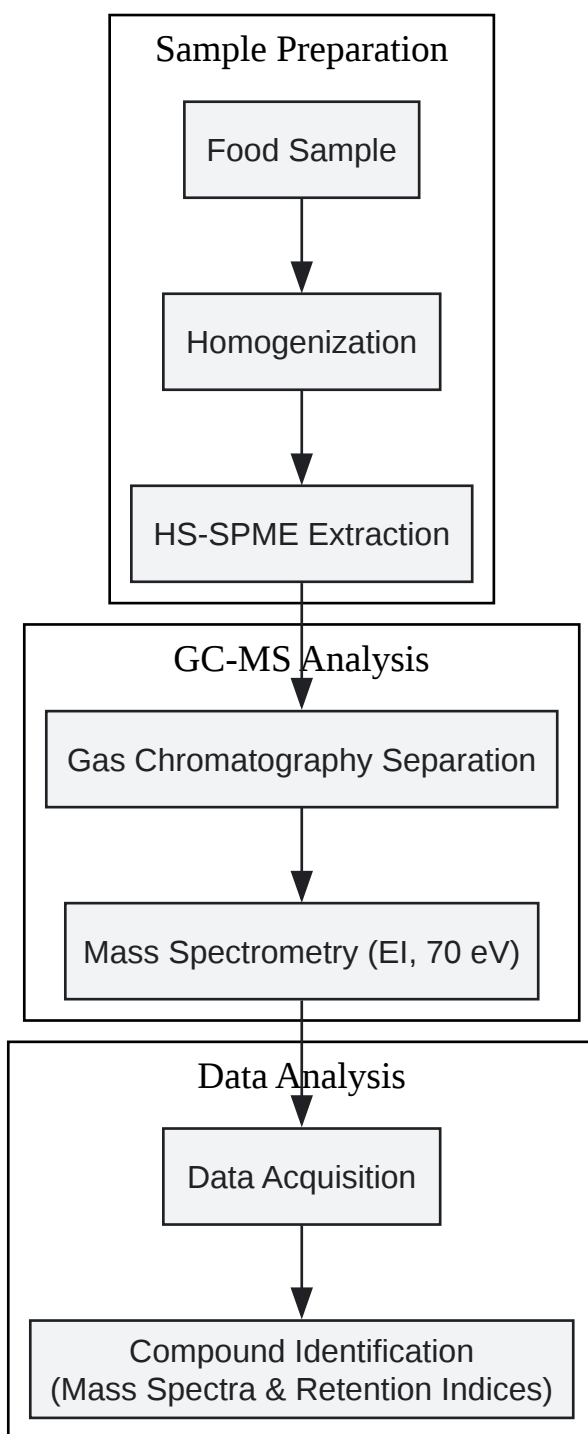 Sample Preparation
Food Sample
Homogenization
HS-SPME Extraction
GC-MS Analysis
Gas Chromatography Separation
Mass Spectrometry (EI, 70 eV)
Data Analysis
Data Acquisition
Compound Identification
(Mass Spectra & Retention Indices)